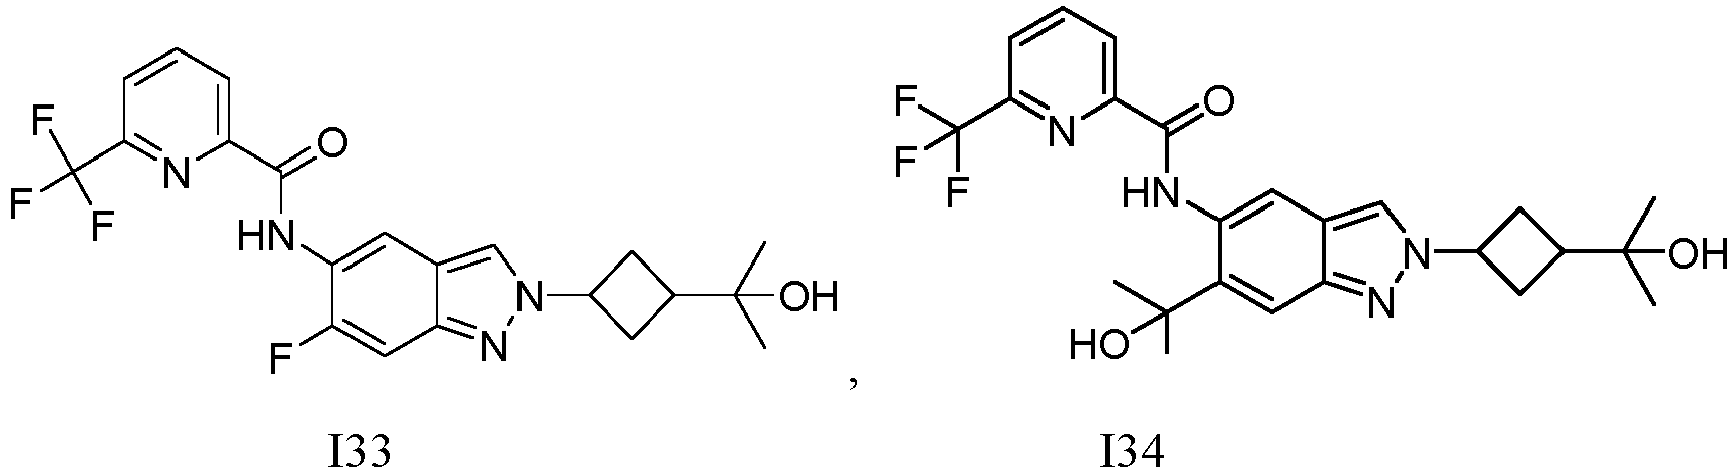 F F F N O HN F N N OH
,
F F F N O HN HO N N OH
I33 I34